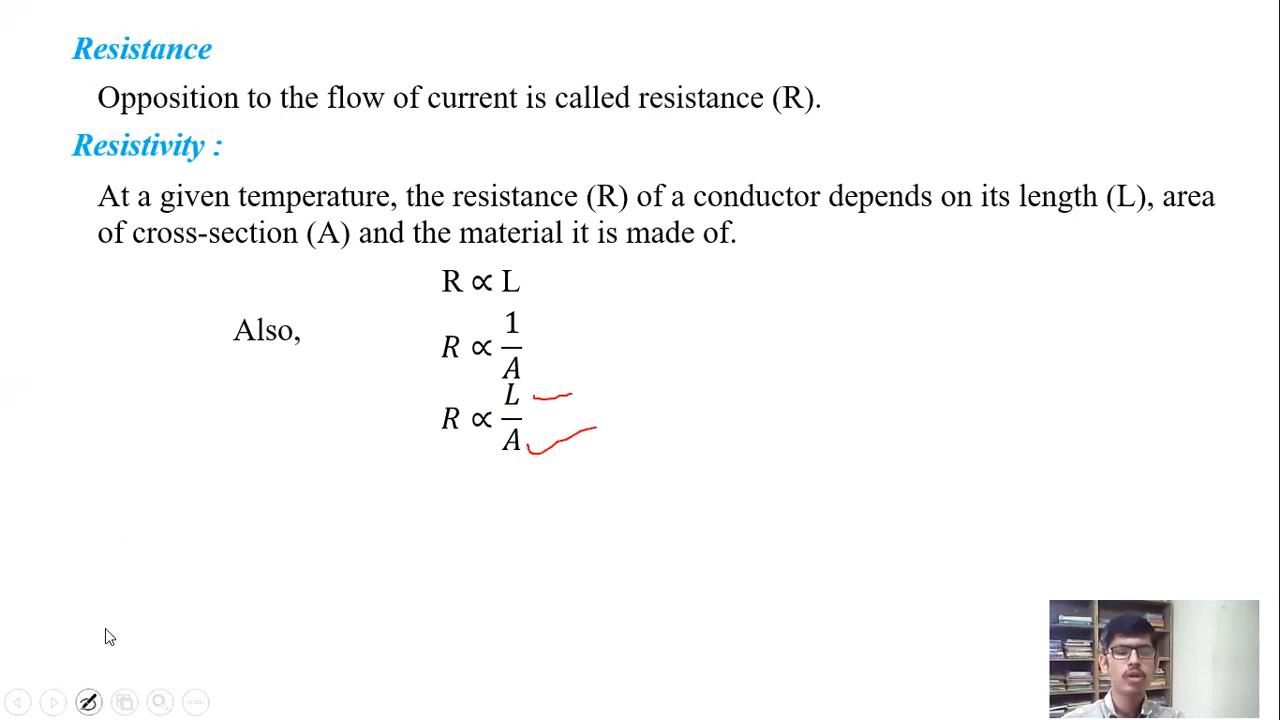 Resistance
Opposition to the flow of current is called resistance (R).
Resistivity :
At a given temperature, the resistance (R) of a conductor depends on its length (L), area
of cross-section (A) and the material it is made of.
R ∝ L
Also,
R ∝ 1/A
R ∝ L/A